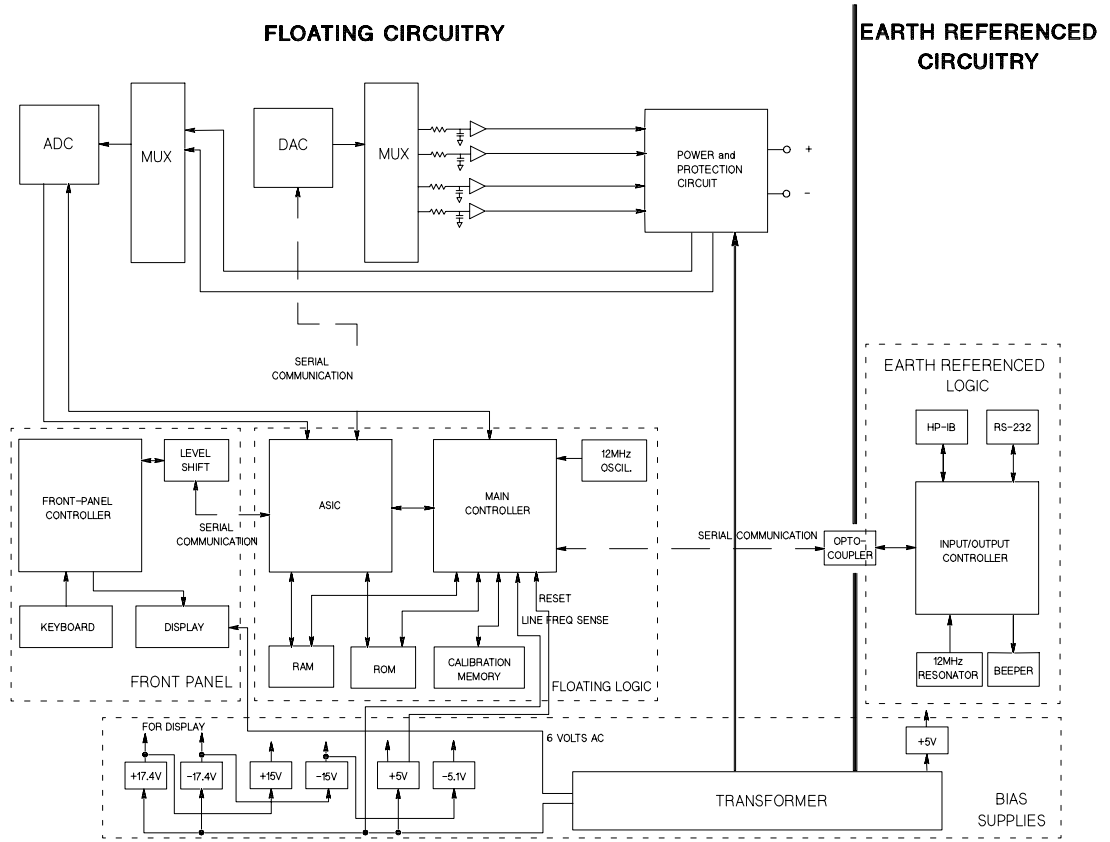 FLOATING CIRCUITRY
EARTH REFERENCED
CIRCUITRY
ADC
MUX
DAC
MUX
POWER and
PROTECTION
CIRCUIT
+
-
SERIAL
COMMUNICATION
EARTH REFERENCED
LOGIC
HP-IB
RS-232
FRONT-PANEL
CONTROLLER
LEVEL
SHIFT
SERIAL
COMMUNICATION
ASIC
MAIN
CONTROLLER
12MHz
OSCIL.
SERIAL COMMUNICATION
OPTO-
COUPLER
INPUT/OUTPUT
CONTROLLER
RESET
LINE FREQ SENSE
KEYBOARD
DISPLAY
RAM
ROM
CALIBRATION
MEMORY
12MHz
RESONATOR
BEEPER
FRONT PANEL
FLOATING LOGIC
FOR DISPLAY
6 VOLTS AC
+5V
+17.4V
-17.4V
+15V
-15V
+5V
-5.1V
TRANSFORMER
BIAS
SUPPLIES